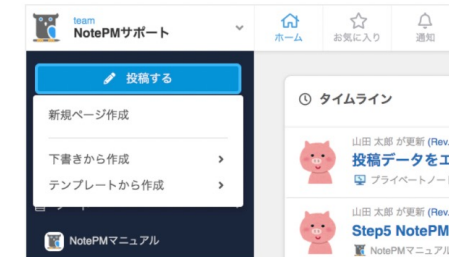 team
NotePMサポート
ホーム
お気に入り
通知
投稿する
新規ページ作成
下書きから作成
テンプレートから作成
NotePMマニュアル
タイムライン
山田 太郎 が更新 (Rev.
投稿データをエ
プライベートノー
山田 太郎 が更新 (Rev.
Step5 NotePM
NotePMマニュアル